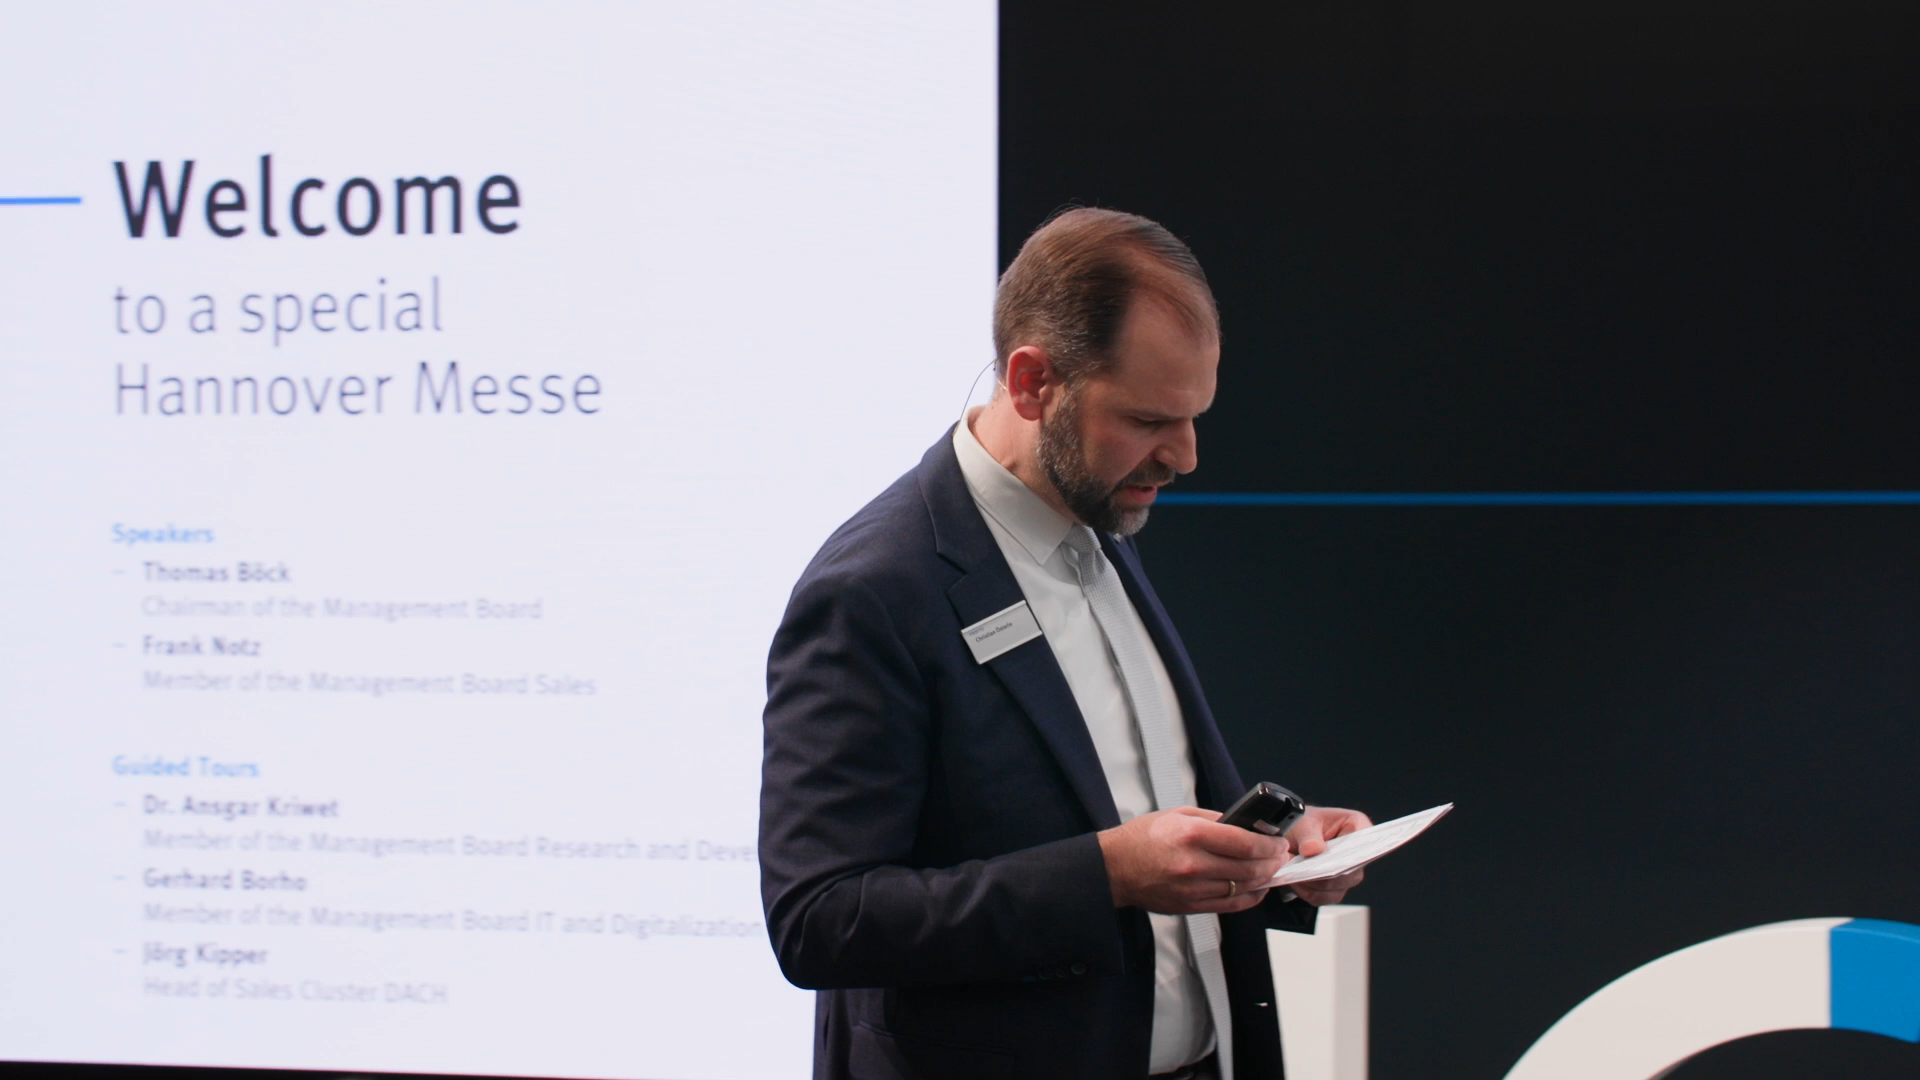 Welcome
to a special
Hannover Messe
Speakers
– Thomas Böck
Chairman of the Management Board
– Frank Notz
Member of the Management Board Sales
Guided Tours
– Dr. Ansgar Kriwet
Member of the Management Board Research and Deve
– Gerhard Borho
Member of the Management Board IT and Digitalization
– Jörg Kipper
Head of Sales Cluster DACH
Christian